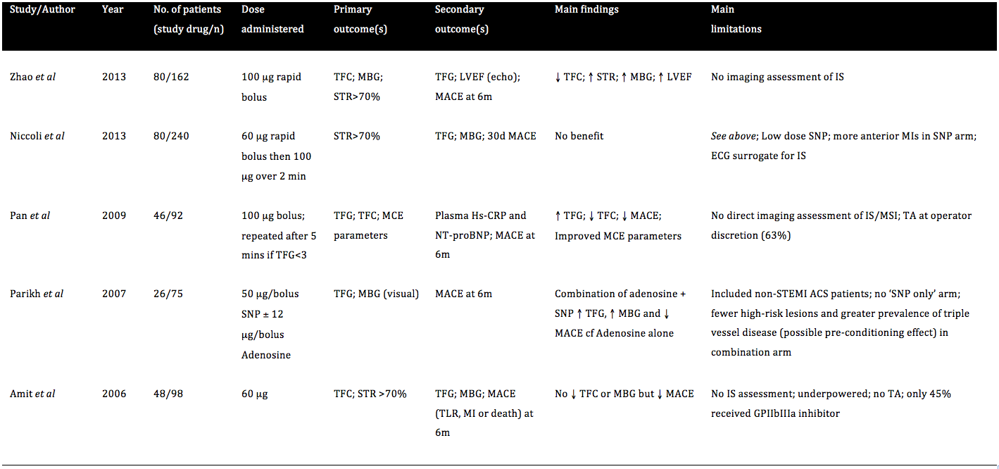 Study/Author Year No. of patients (study drug/n) Dose administered Primary outcome(s) Secondary outcome(s) Main findings Main limitations
Zhao et al 2013 80/162 100 µg rapid bolus TFC; MBG; STR>70% TFG; LVEF (echo); MACE at 6m ↓ TFC; ↑ STR; ↑ MBG; ↑ LVEF No imaging assessment of IS
Niccoli et al 2013 80/240 60 µg rapid bolus then 100 µg over 2 min STR>70% TFG; MBG; 30d MACE No benefit See above; Low dose SNP; more anterior MIs in SNP arm; ECG surrogate for IS
Pan et al 2009 46/92 100 µg bolus; repeated after 5 mins if TFG<3 TFG; TFC; MCE parameters Plasma Hs-CRP and NT-proBNP; MACE at 6m ↑ TFG; ↓ TFC; ↓ MACE; Improved MCE parameters No direct imaging assessment of IS/MSI; TA at operator discretion (63%)
Parikh et al 2007 26/75 50 µg/bolus SNP ± 12 µg/bolus Adenosine TFG; MBG (visual) MACE at 6m Combination of adenosine + SNP ↑ TFG, ↑ MBG and ↓ MACE cf Adenosine alone Included non-STEMI ACS patients; no ‘SNP only’ arm; fewer high-risk lesions and greater prevalence of triple vessel disease (possible pre-conditioning effect) in combination arm
Amit et al 2006 48/98 60 µg TFC; STR >70% TFG; MBG; MACE (TLR, MI or death) at 6m No ↓ TFC or MBG but ↓ MACE No IS assessment; underpowered; no TA; only 45% received GPIIbIIIa inhibitor